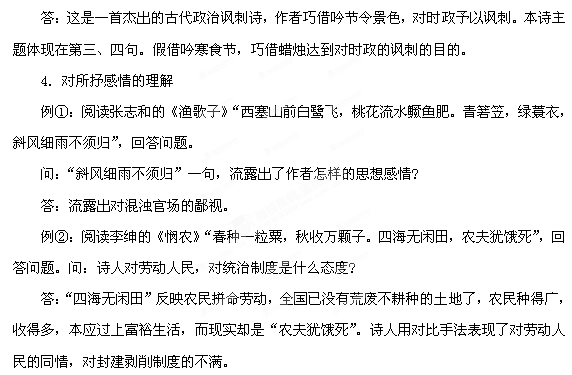 答：这是一首杰出的古代政治讽刺诗，作者巧借吟节令景色，对时政子以讽刺。本诗主
题体现在第三、四句。假借吟寒食节，巧借蜡烛达到对时政的讽刺的目的。
4．对所抒感情的理解
例①：阅读张志和的《渔歌子》“西塞山前白鹭飞，桃花流水鳜鱼肥。青箬笠，绿蓑衣，
斜风细雨不须归”，回答问题。
问：“斜风细雨不须归”一句，流露出了作者怎样的思想感情?
答：流露出对混浊官场的鄙视。
例②：阅读李绅的《悯农》“春种一粒粟，秋收万颗子。四海无闲田，农夫犹饿死”，回
答问题。问：诗人对劳动人民，对统治制度是什么态度?
答：“四海无闲田”反映农民拼命劳动，全国已没有荒废不耕种的土地了，农民种得广，
收得多，本应过上富裕生活，而现实却是“农夫犹饿死”。诗人用对比手法表现了对劳动人
民的同情，对封建剥削制度的不满。